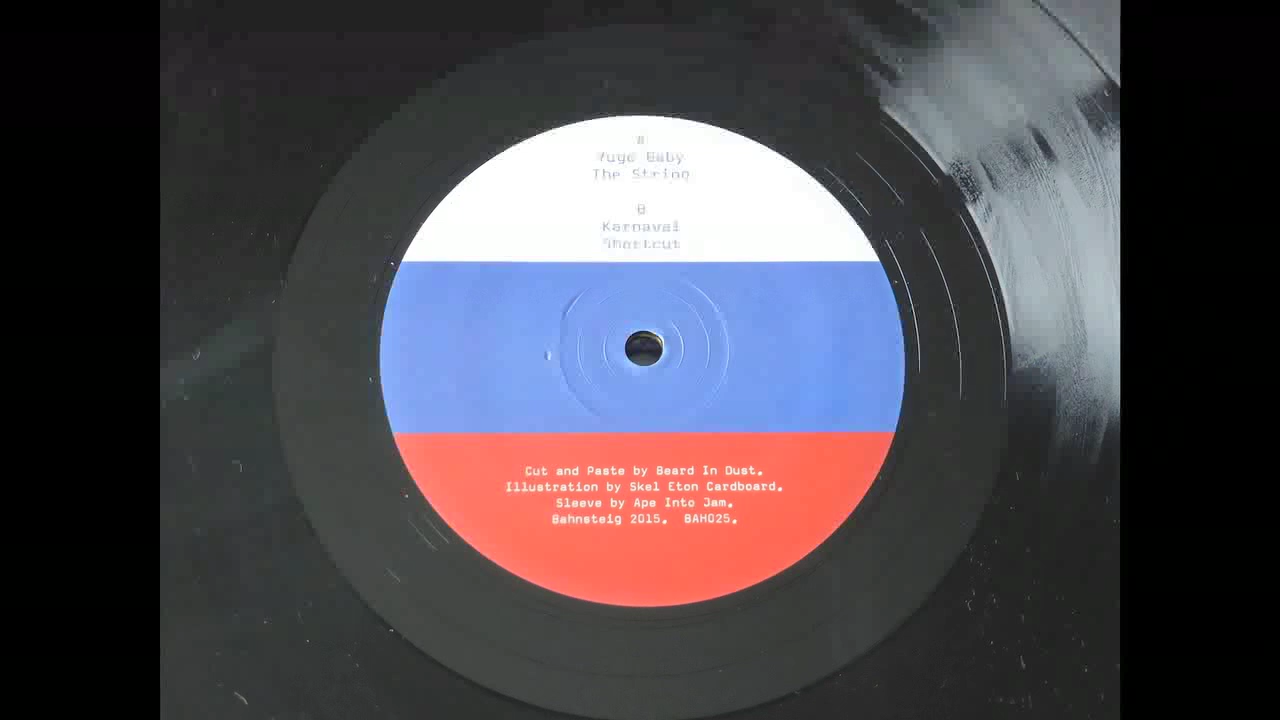 A
Yugo Baby
The String
B
Karnaval
Shortcut
Cut and Paste by Beard In Dust.
Illustration by Skel Eton Cardboard.
Sleeve by Ape Into Jam.
Bahnsteig 2015. BAH025.